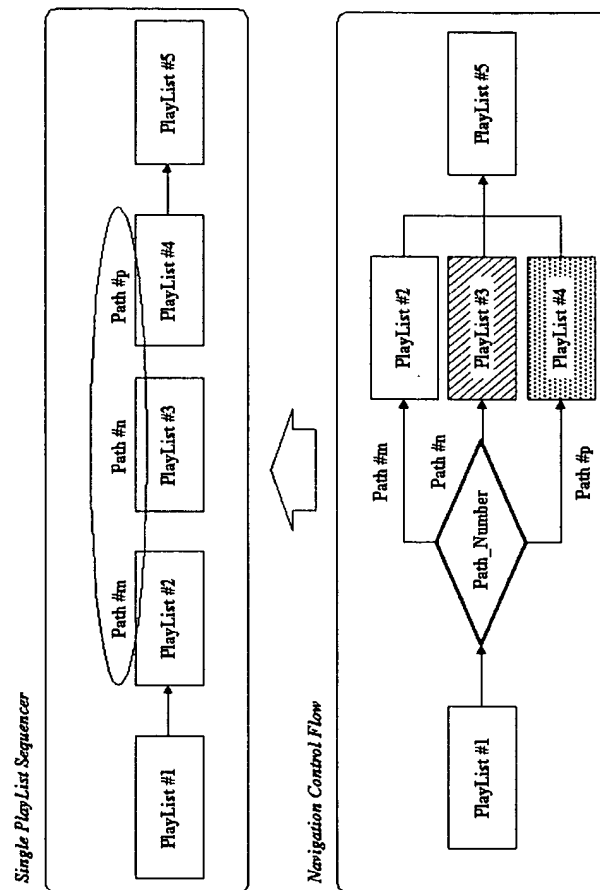 Single PlayList Sequencer
Path #m
Path #n
Path #p
PlayList #1
PlayList #2
PlayList #3
PlayList #4
PlayList #5
Navigation Control Flow
PlayList #1
Path_Number
Path #m
Path #n
Path #p
PlayList #2
PlayList #3
PlayList #4
PlayList #5